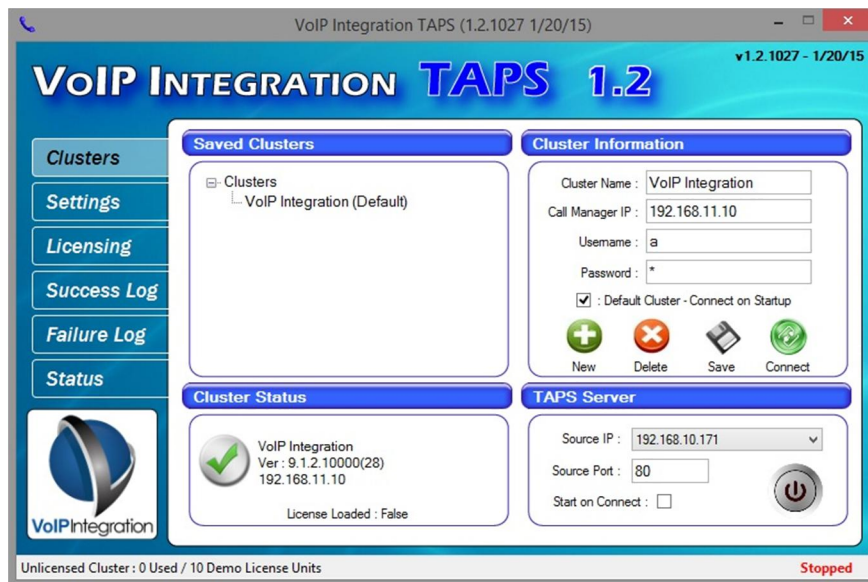 VoIP Integration TAPS (1.2.1027 1/20/15)
v1.2.1027 - 1/20/15
VoIP Integration TAPS 1.2
Clusters
Settings
Licensing
Success Log
Failure Log
Status
VoIPIntegration
Saved Clusters
Clusters
VoIP Integration (Default)
Cluster Information
Cluster Name : VoIP Integration
Call Manager IP : 192.168.11.10
Username : a
Password : *
: Default Cluster - Connect on Startup
New Delete Save Connect
Cluster Status
VoIP Integration
Ver : 9.1.2.10000(28)
192.168.11.10
License Loaded : False
TAPS Server
Source IP : 192.168.10.171
Source Port : 80
Start on Connect :
Unlicensed Cluster : 0 Used / 10 Demo License Units
Stopped